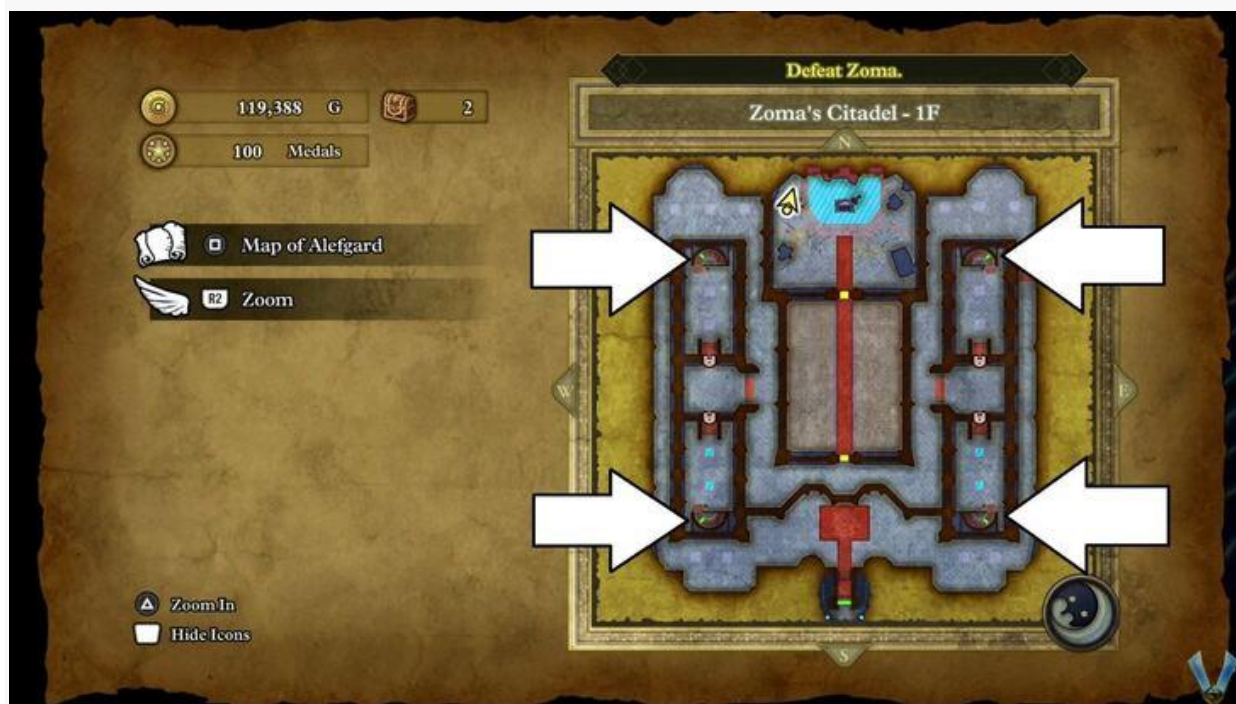 Defeat Zoma.
Zoma's Citadel - 1F
119,388 G
2
100 Medals
Map of Alefgard
R2 Zoom
Zoom In
Hide Icons
N
W
E
S